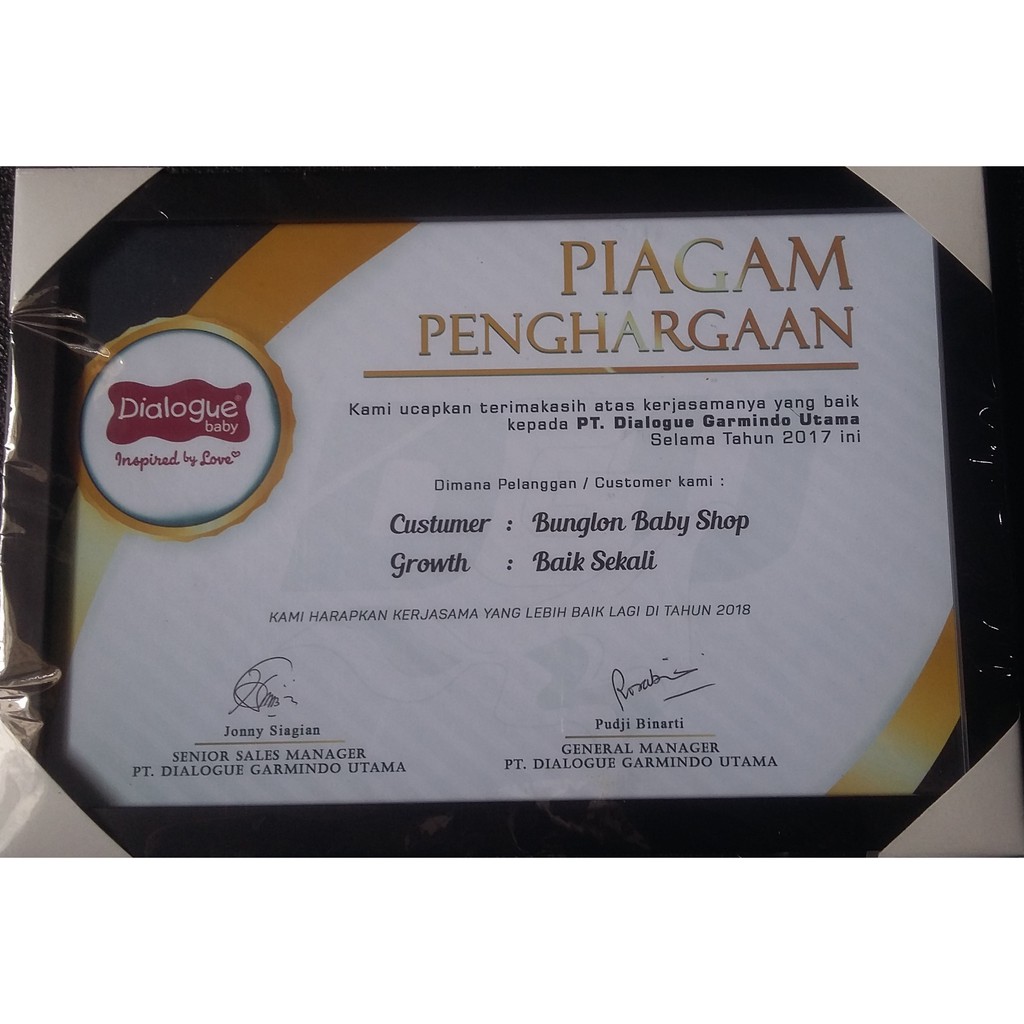 PIAGAM
PENGHARGAAN
Dialogue®
baby
Inspired by Love
Kami ucapkan terimakasih atas kerjasamanya yang baik
kepada PT. Dialogue Garmindo Utama
Selama Tahun 2017 ini
Dimana Pelanggan / Customer kami :
Custumer : Bunglon Baby Shop
Growth : Baik Sekali
KAMI HARAPKAN KERJASAMA YANG LEBIH BAIK LAGI DI TAHUN 2018
Jonny Siagian
SENIOR SALES MANAGER
PT. DIALOGUE GARMINDO UTAMA
Pudji Binarti
GENERAL MANAGER
PT. DIALOGUE GARMINDO UTAMA